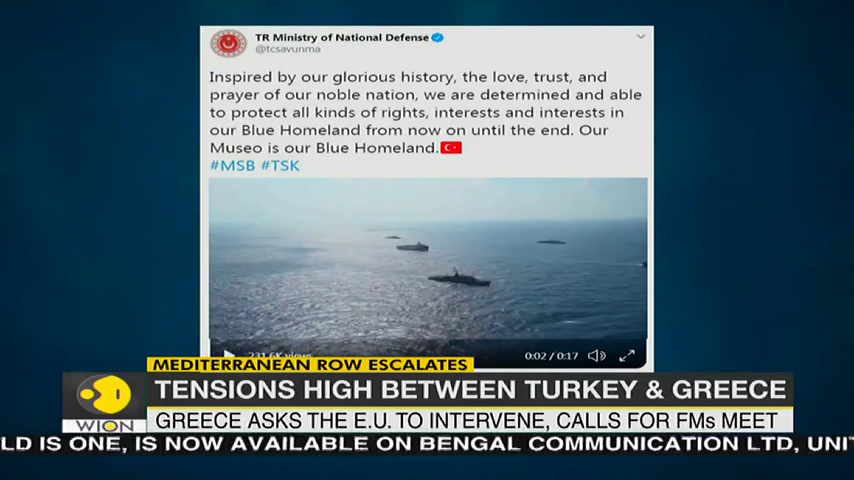 TR Ministry of National Defense
@tcsavunma
Inspired by our glorious history, the love, trust, and
prayer of our noble nation, we are determined and able
to protect all kinds of rights, interests and interests in
our Blue Homeland from now on until the end. Our
Museo is our Blue Homeland.
#MSB #TSK
231.6K views
0:02 / 0:17
MEDITERRANEAN ROW ESCALATES
TENSIONS HIGH BETWEEN TURKEY & GREECE
GREECE ASKS THE E.U. TO INTERVENE, CALLS FOR FMs MEET
WION
LD IS ONE, IS NOW AVAILABLE ON BENGAL COMMUNICATION LTD, UNI